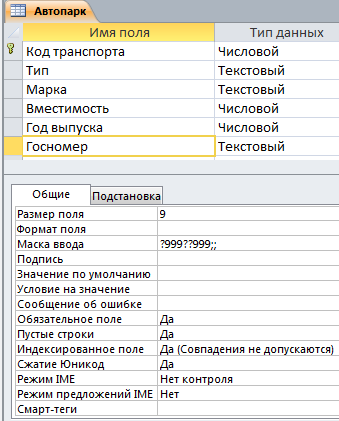 Автопарк
Имя поля Тип данных
Код транспорта Числовой
Тип Текстовый
Марка Текстовый
Вместимость Числовой
Год выпуска Числовой
Госномер Текстовый
Общие Подстановка
Размер поля 9
Формат поля
Маска ввода ?999??999;;
Подпись
Значение по умолчанию
Условие на значение
Сообщение об ошибке
Обязательное поле Да
Пустые строки Да
Индексированное поле Да (Совпадения не допускаются)
Сжатие Юникод Да
Режим IME Нет контроля
Режим предложений IME Нет
Смарт-теги